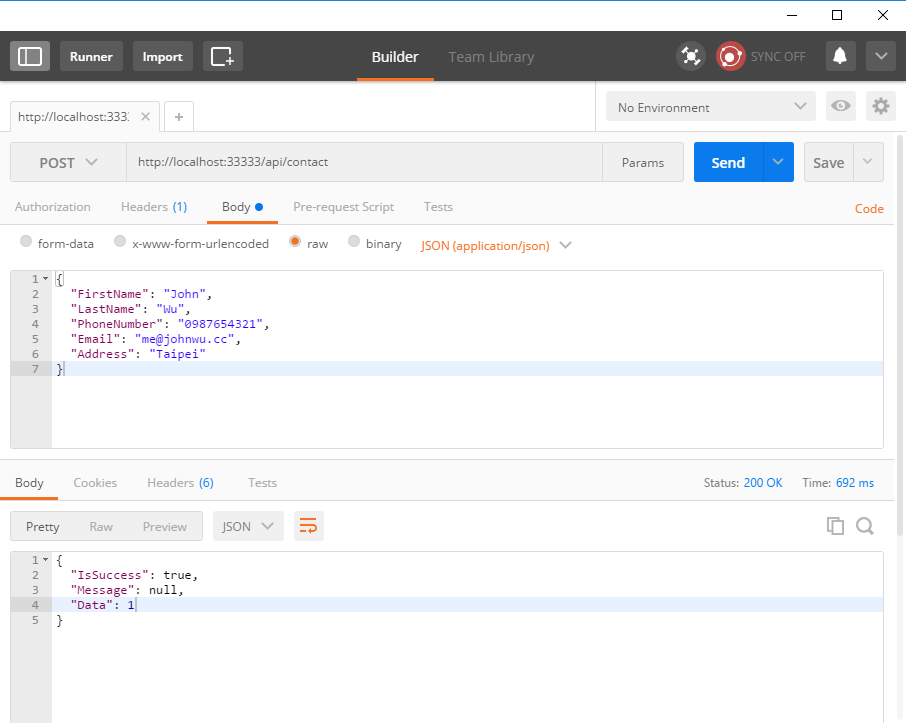 Runner Import Builder Team Library SYNC OFF
http://localhost:333: No Environment
POST http://localhost:33333/api/contact Params Send Save
Authorization Headers (1) Body Pre-request Script Tests Code
form-data x-www-form-urlencoded raw binary JSON (application/json)
1 {
2 "FirstName": "John",
3 "LastName": "Wu",
4 "PhoneNumber": "0987654321",
5 "Email": "me@johnwu.cc",
6 "Address": "Taipei"
7 }
Body Cookies Headers (6) Tests Status: 200 OK Time: 692 ms
Pretty Raw Preview JSON
1 {
2 "IsSuccess": true,
3 "Message": null,
4 "Data": 1
5 }